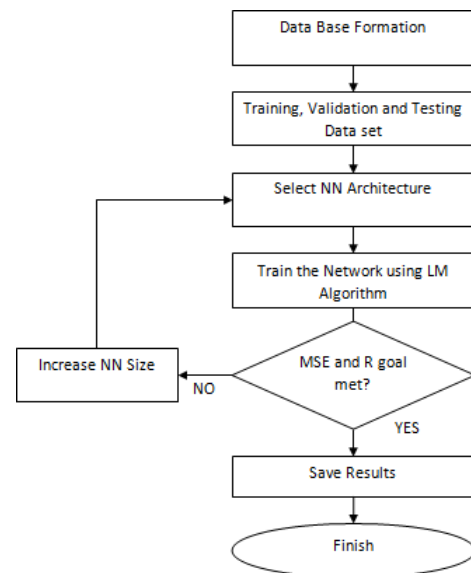 Data Base Formation
Training, Validation and Testing
Data set
Select NN Architecture
Train the Network using LM
Algorithm
MSE and R goal
met?
NO
Increase NN Size
YES
Save Results
Finish